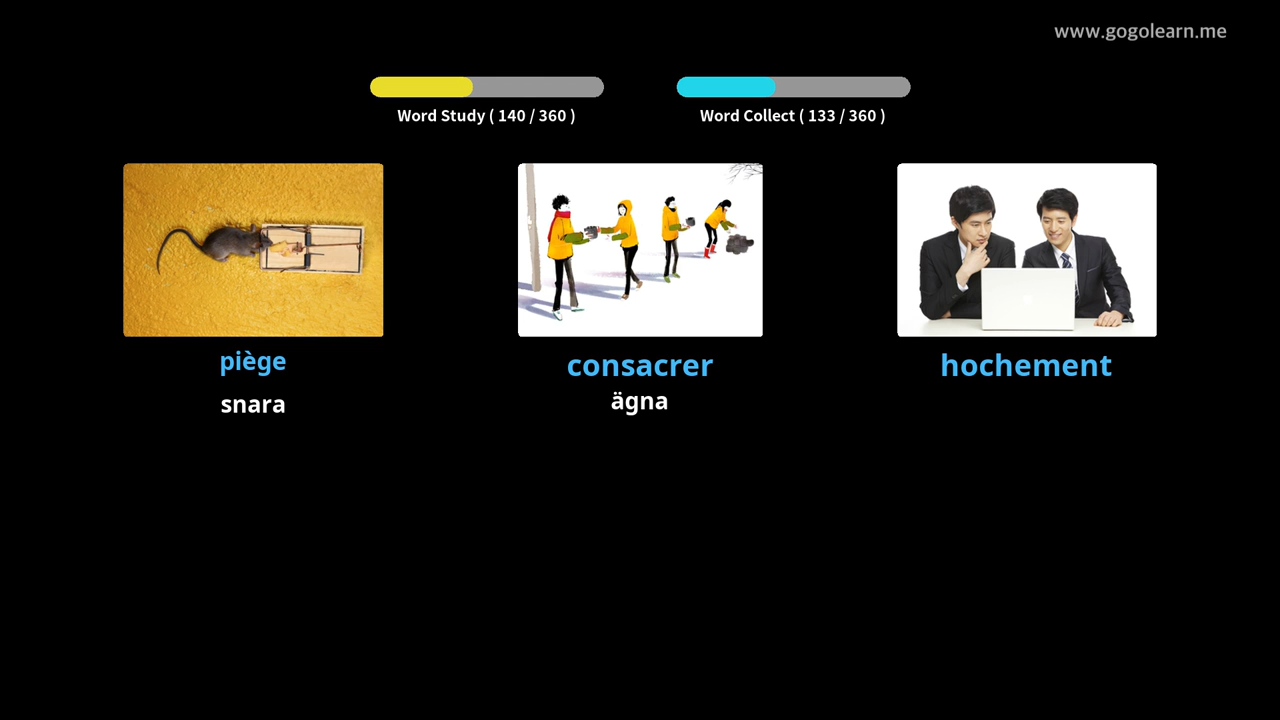 www.gogolearn.me
Word Study ( 140 / 360 )
Word Collect ( 133 / 360 )
piège
consacrer
hochement
snara
ägna